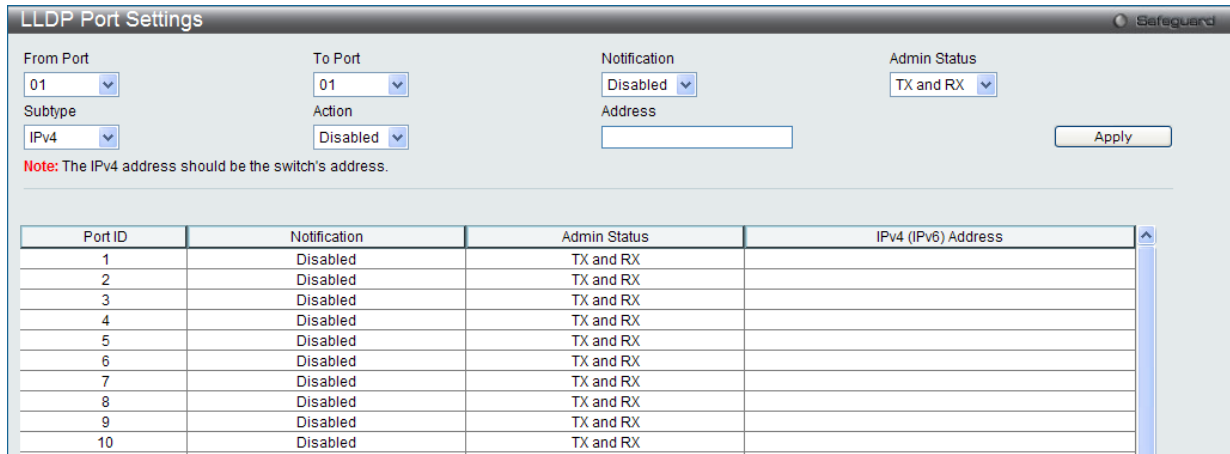 LLDP Port Settings Safeguard
From Port To Port Notification Admin Status
01 01 Disabled TX and RX
Subtype Action Address
IPv4 Disabled Apply
Note: The IPv4 address should be the switch's address.
Port ID Notification Admin Status IPv4 (IPv6) Address
1 Disabled TX and RX
2 Disabled TX and RX
3 Disabled TX and RX
4 Disabled TX and RX
5 Disabled TX and RX
6 Disabled TX and RX
7 Disabled TX and RX
8 Disabled TX and RX
9 Disabled TX and RX
10 Disabled TX and RX